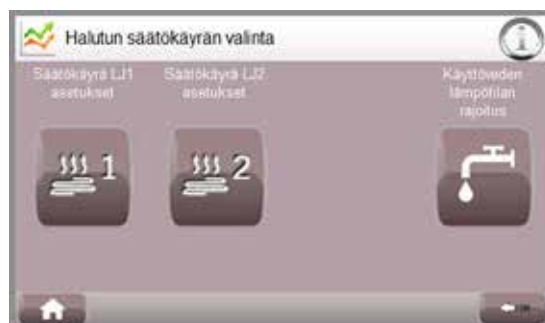 Halutun säätökäyrän valinta
Säätökäyrä LJ1
asetukset
Säätökäyrä LJ2
asetukset
Käyttöveden
lämpötilan
rajoitus
1
2